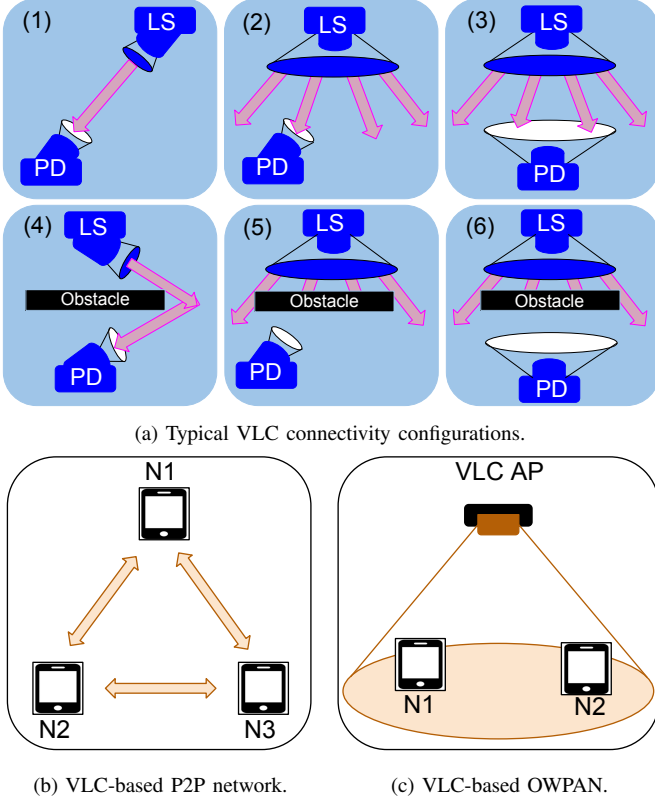 (1) LS (2) LS (3) LS
PD PD PD
(4) LS (5) LS (6) LS
Obstacle Obstacle Obstacle
PD PD PD
(a) Typical VLC connectivity configurations.
N1 VLC AP
N1 N2
N2 N3
(b) VLC-based P2P network. (c) VLC-based OWPAN.